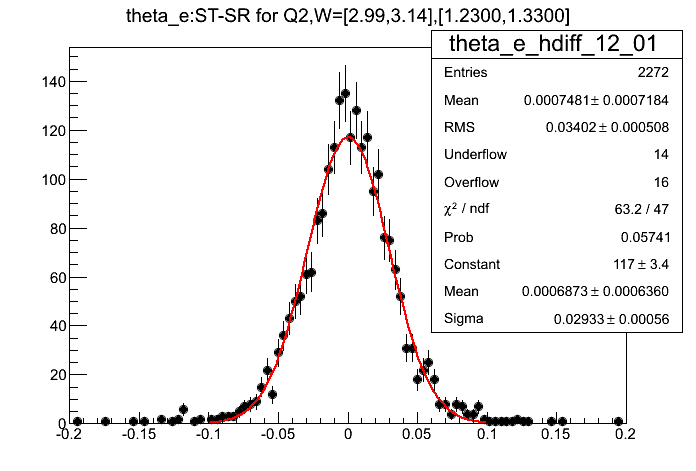 theta_e:ST-SR for Q2,W=[2.99,3.14],[1.2300,1.3300]
theta_e_hdiff_12_01
Entries 2272
Mean 0.0007481 ± 0.0007184
RMS 0.03402 ± 0.000508
Underflow 14
Overflow 16
χ² / ndf 63.2 / 47
Prob 0.05741
Constant 117 ± 3.4
Mean 0.0006873 ± 0.0006360
Sigma 0.02933 ± 0.00056
140
120
100
80
60
40
20
0
-0.2 -0.15 -0.1 -0.05 0 0.05 0.1 0.15 0.2